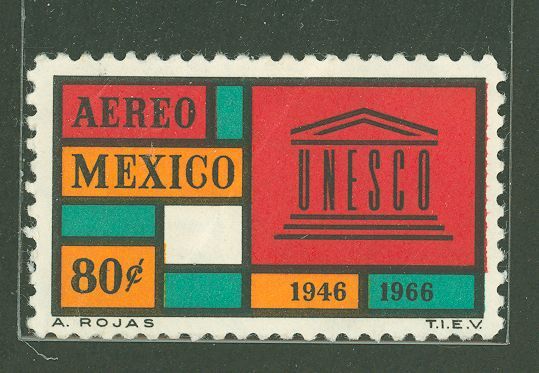 AEREO
MEXICO
80¢
UNESCO
1946 1966
A. ROJAS T.I.E.V.